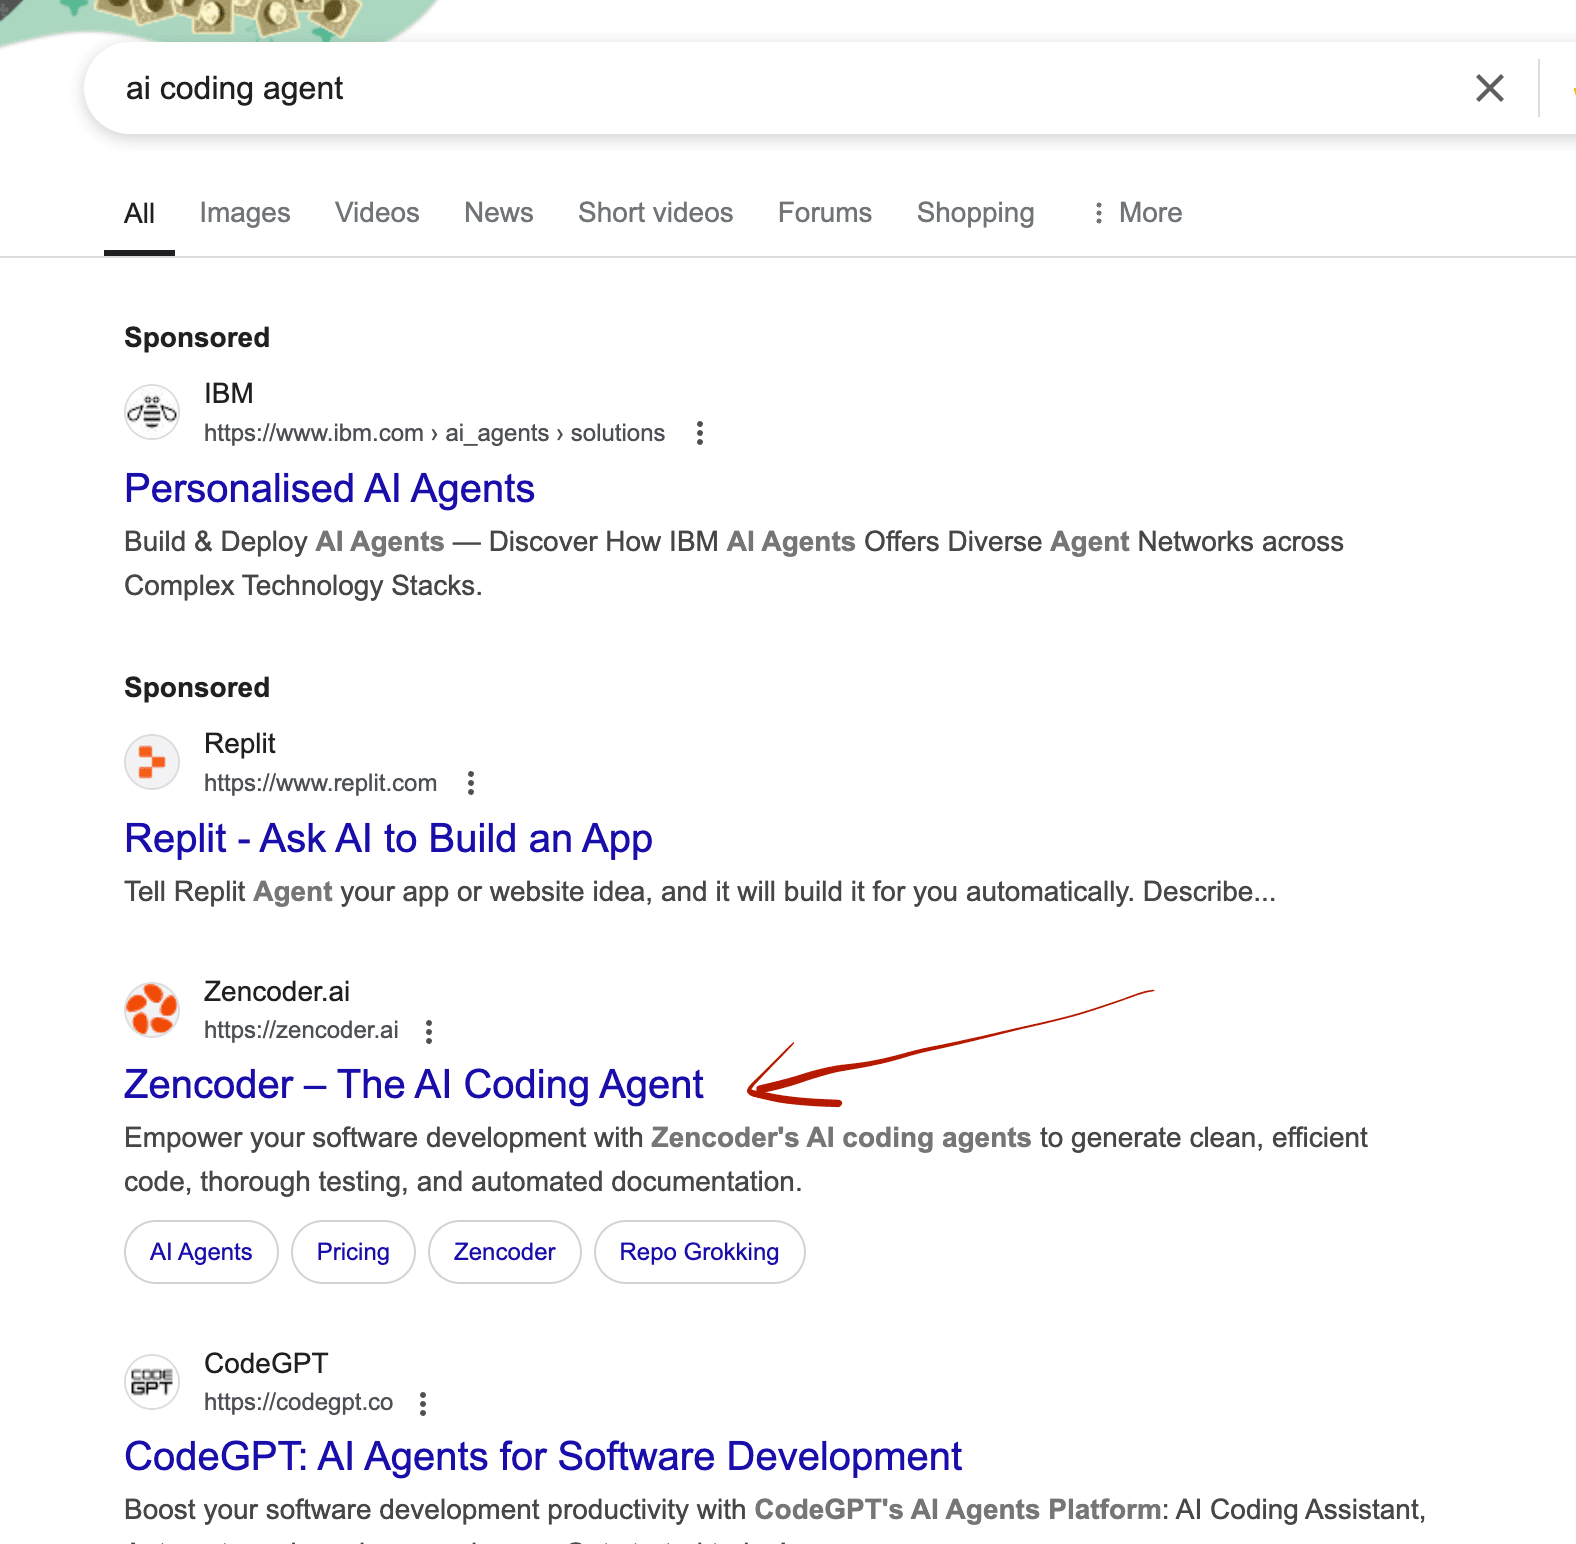 ai coding agent
All Images Videos News Short videos Forums Shopping More
Sponsored
IBM
https://www.ibm.com › ai_agents › solutions
Personalised AI Agents
Build & Deploy AI Agents — Discover How IBM AI Agents Offers Diverse Agent Networks across
Complex Technology Stacks.
Sponsored
Replit
https://www.replit.com
Replit - Ask AI to Build an App
Tell Replit Agent your app or website idea, and it will build it for you automatically. Describe...
Zencoder.ai
https://zencoder.ai
Zencoder – The AI Coding Agent
Empower your software development with Zencoder's AI coding agents to generate clean, efficient
code, thorough testing, and automated documentation.
AI Agents Pricing Zencoder Repo Grokking
CODE
GPT
CodeGPT
https://codegpt.co
CodeGPT: AI Agents for Software Development
Boost your software development productivity with CodeGPT's AI Agents Platform: AI Coding Assistant,